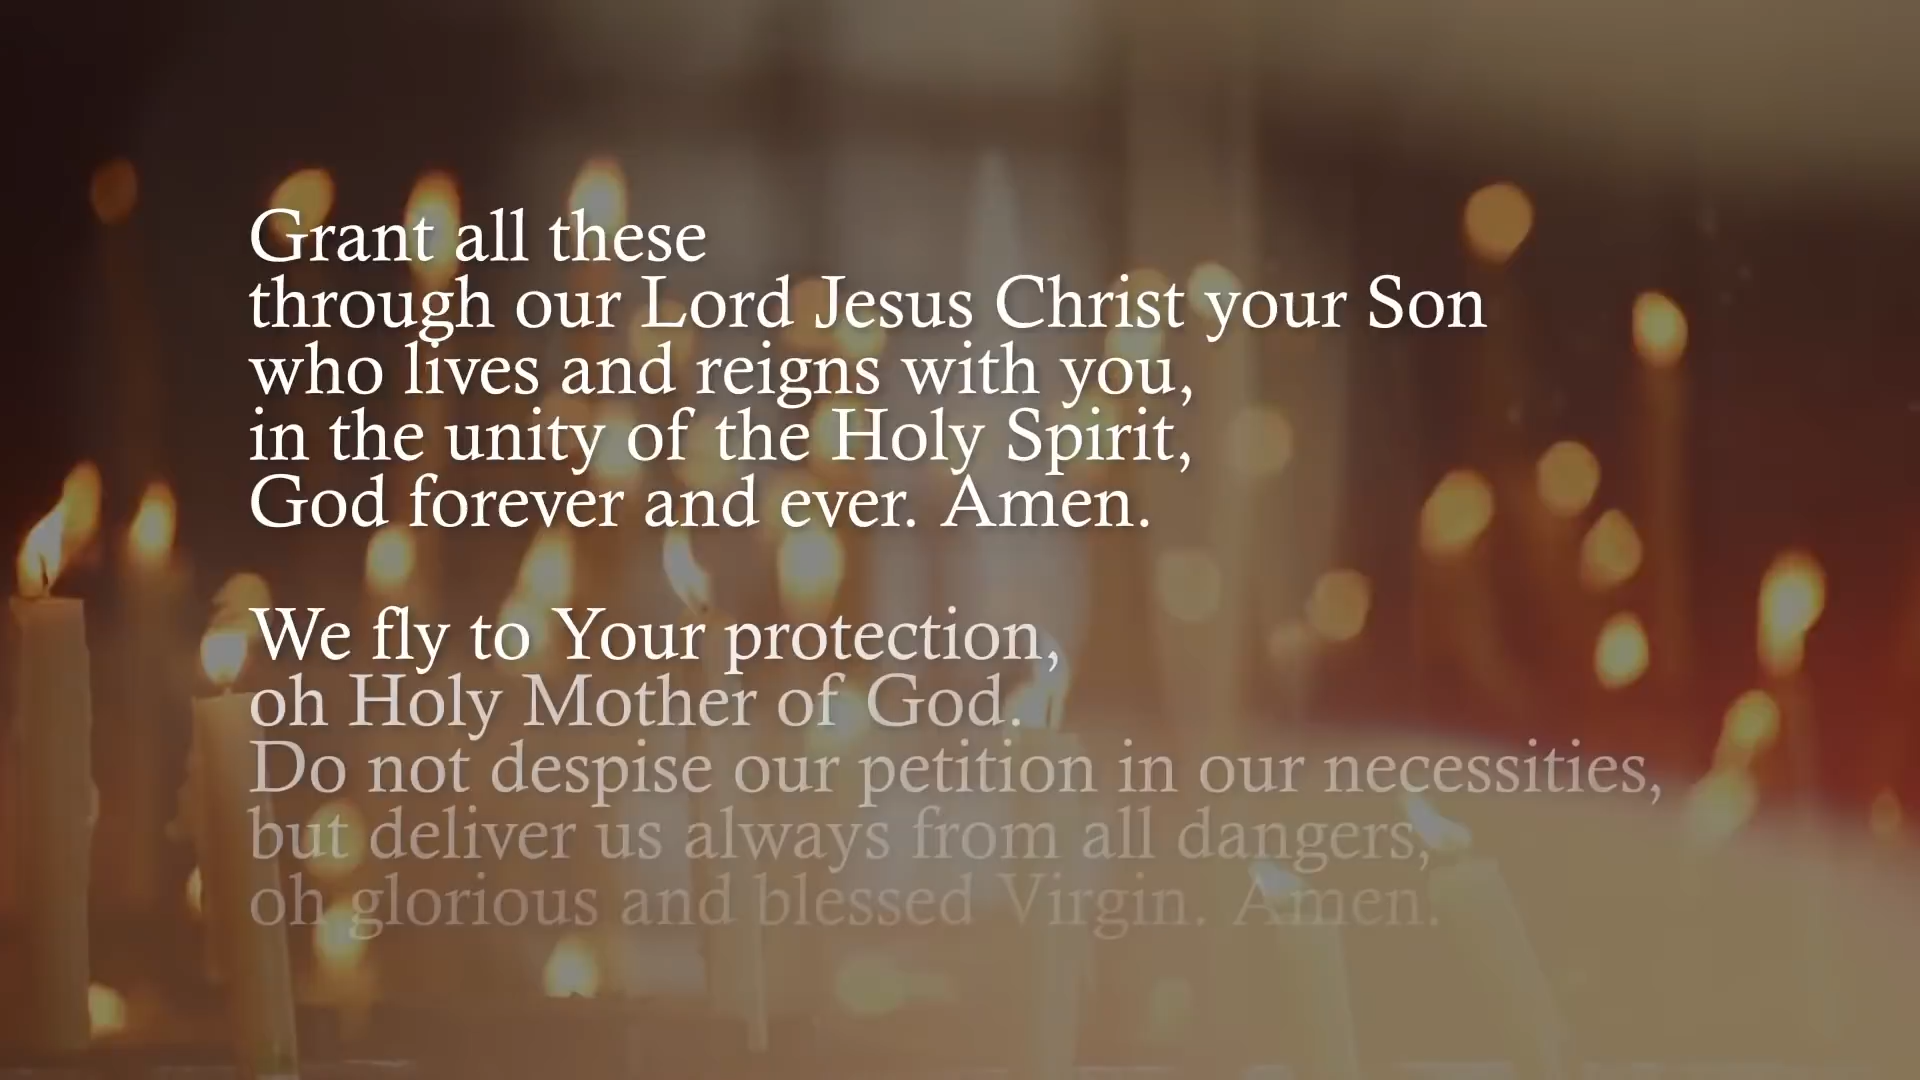 Grant all these
through our Lord Jesus Christ your Son
who lives and reigns with you,
in the unity of the Holy Spirit,
God forever and ever. Amen.
We fly to Your protection,
oh Holy Mother of God.
Do not despise our petition in our necessities,
but deliver us always from all dangers,
oh glorious and blessed Virgin. Amen.